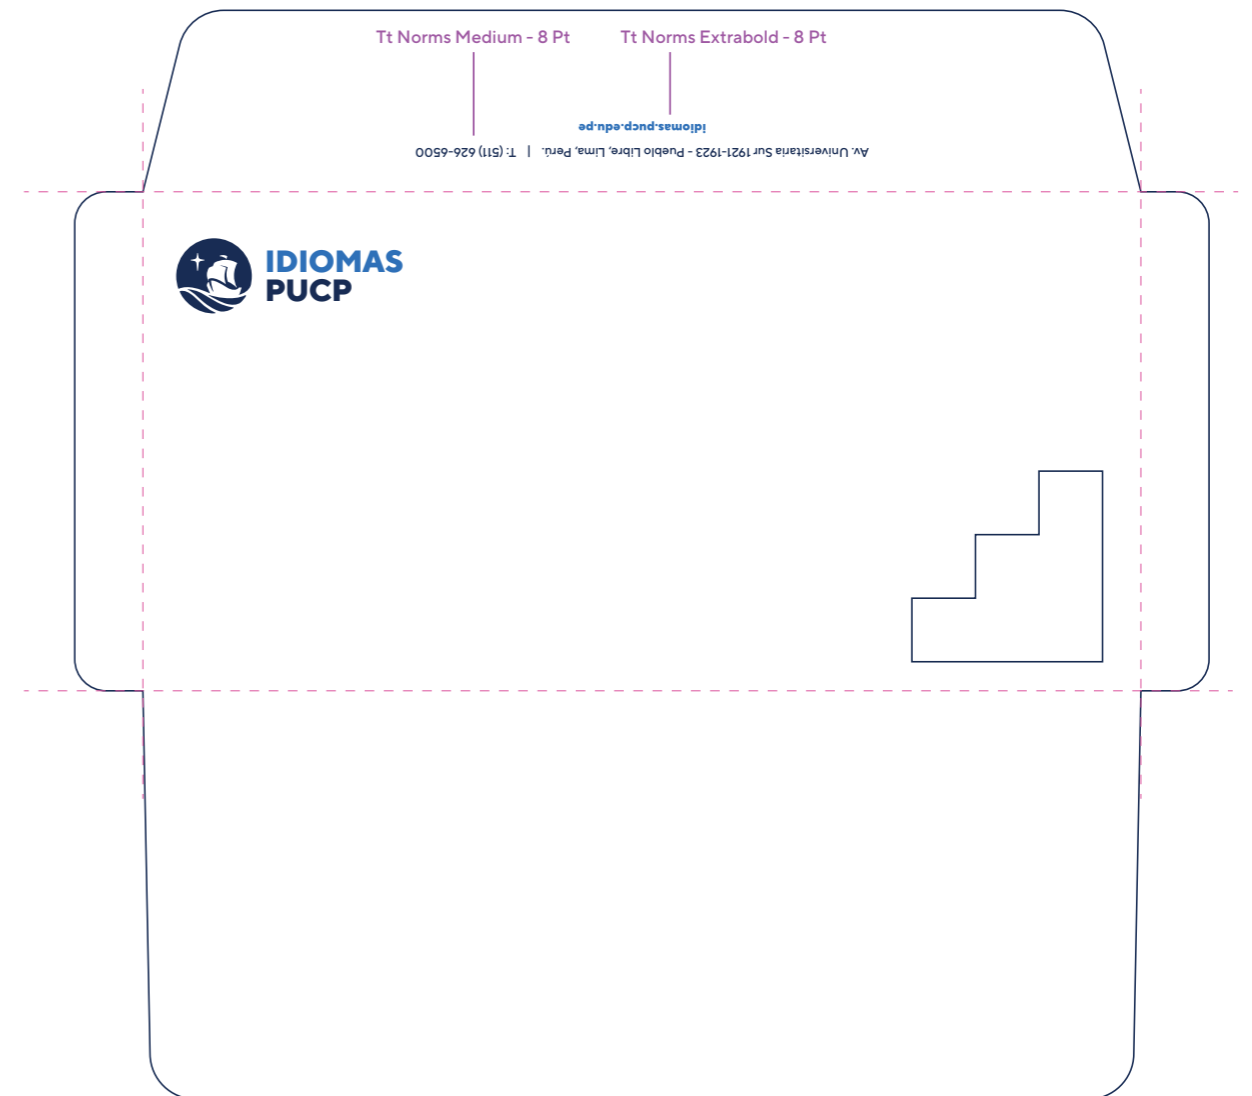 Tt Norms Medium - 8 Pt
Tt Norms Extrabold - 8 Pt
idiomas.pucp.edu.pe
Av. Universitaria Sur 1921-1923 - Pueblo Libre, Lima, Perú. | T: (511) 626-6500
IDIOMAS
PUCP